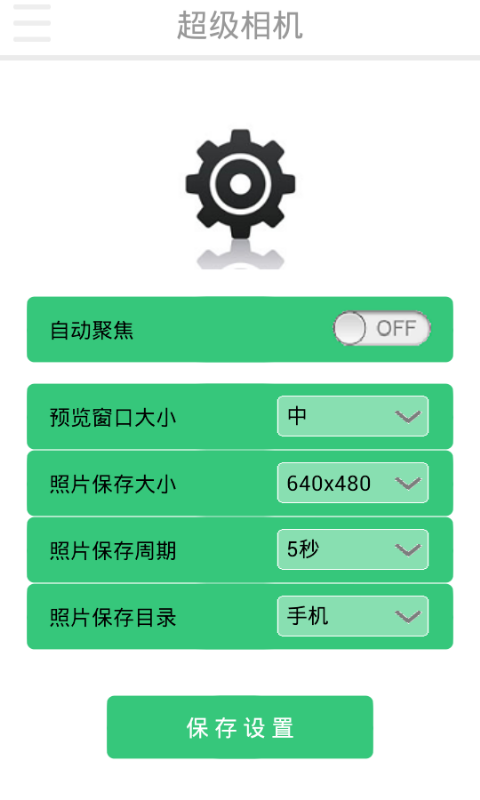 超级相机
自动聚焦 OFF
预览窗口大小 中
照片保存大小 640x480
照片保存周期 5秒
照片保存目录 手机
保存设置